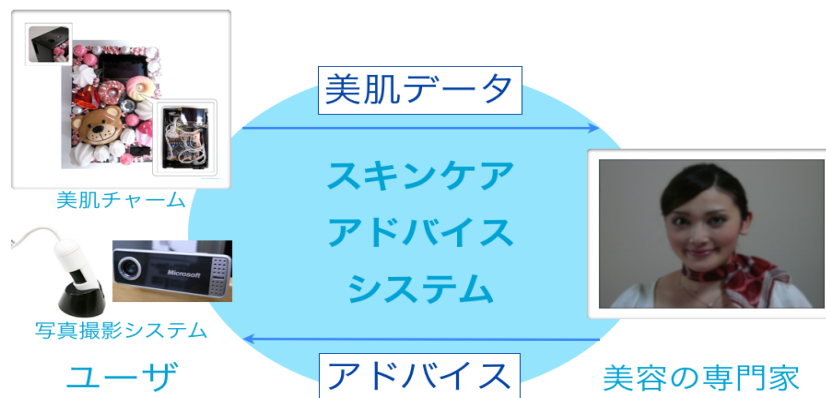 美肌データ
スキンケア
アドバイス
システム
美肌チャーム
Microsoft
写真撮影システム
ユーザ
アドバイス
美容の専門家